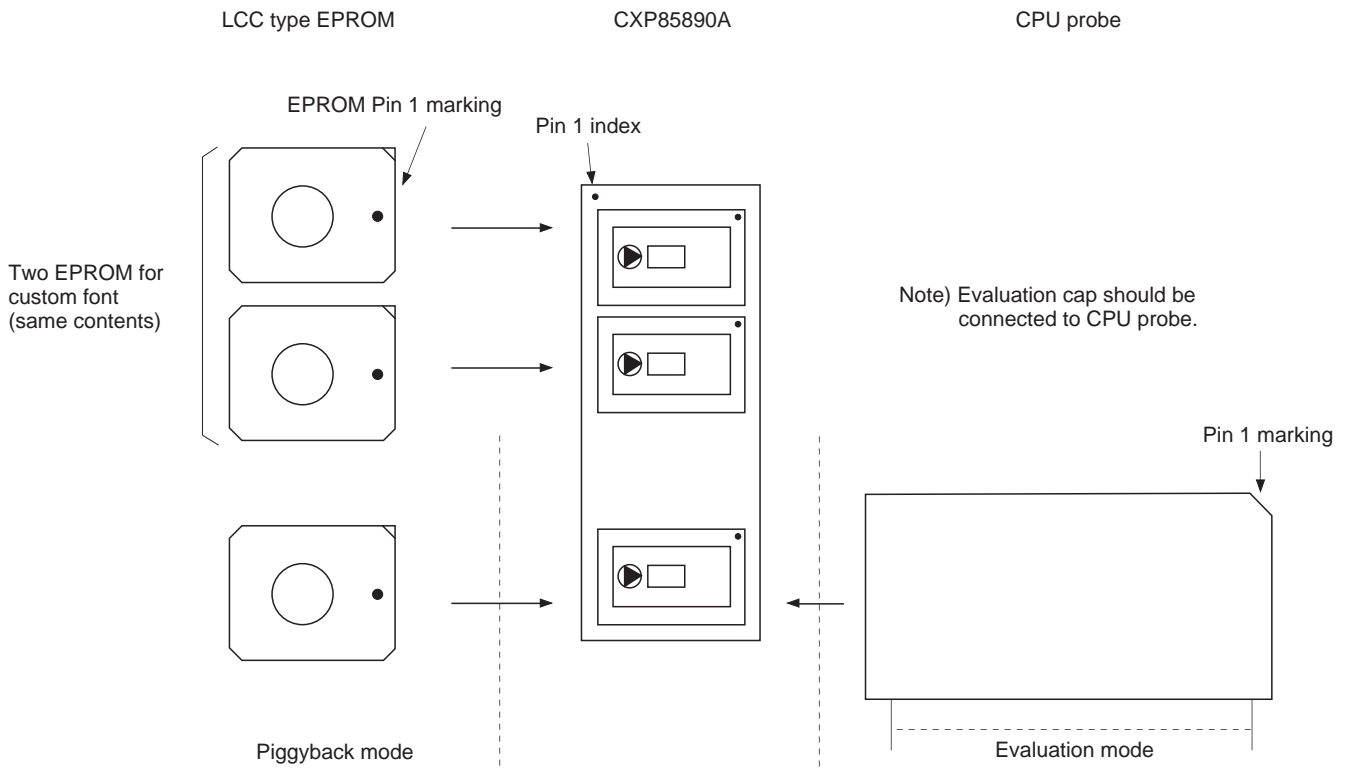 LCC type EPROM
CXP85890A
CPU probe
EPROM Pin 1 marking
Pin 1 index
Two EPROM for
custom font
(same contents)
Note) Evaluation cap should be
connected to CPU probe.
Pin 1 marking
Piggyback mode
Evaluation mode